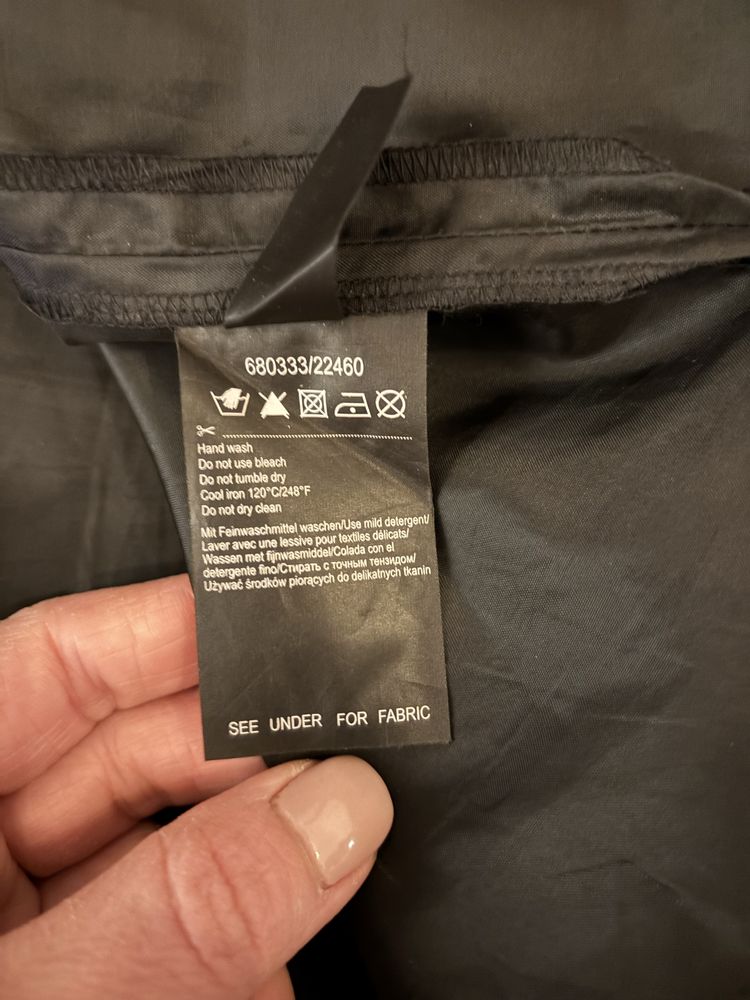 680333/22460
Hand wash
Do not use bleach
Do not tumble dry
Cool iron 120°C/248°F
Do not dry clean
Mit Feinwaschmittel waschen/Use mild detergent/
Laver avec une lessive pour textiles délicats/
Wassen met fijnwasmiddel/Colada con el
detergente fino/Стирать с точным тензидом/
Używać środków piorących do delikatnych tkanin
SEE UNDER FOR FABRIC